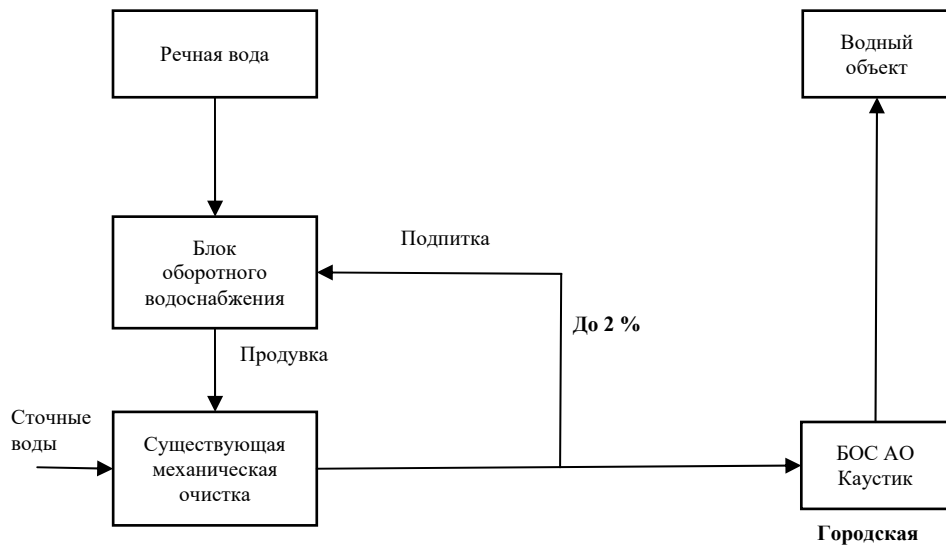 Речная вода
Водный
объект
Блок
оборотного
водоснабжения
Подпитка
До 2 %
Продувка
Сточные
воды
Существующая
механическая
очистка
БОС АО
Каустик
Городская